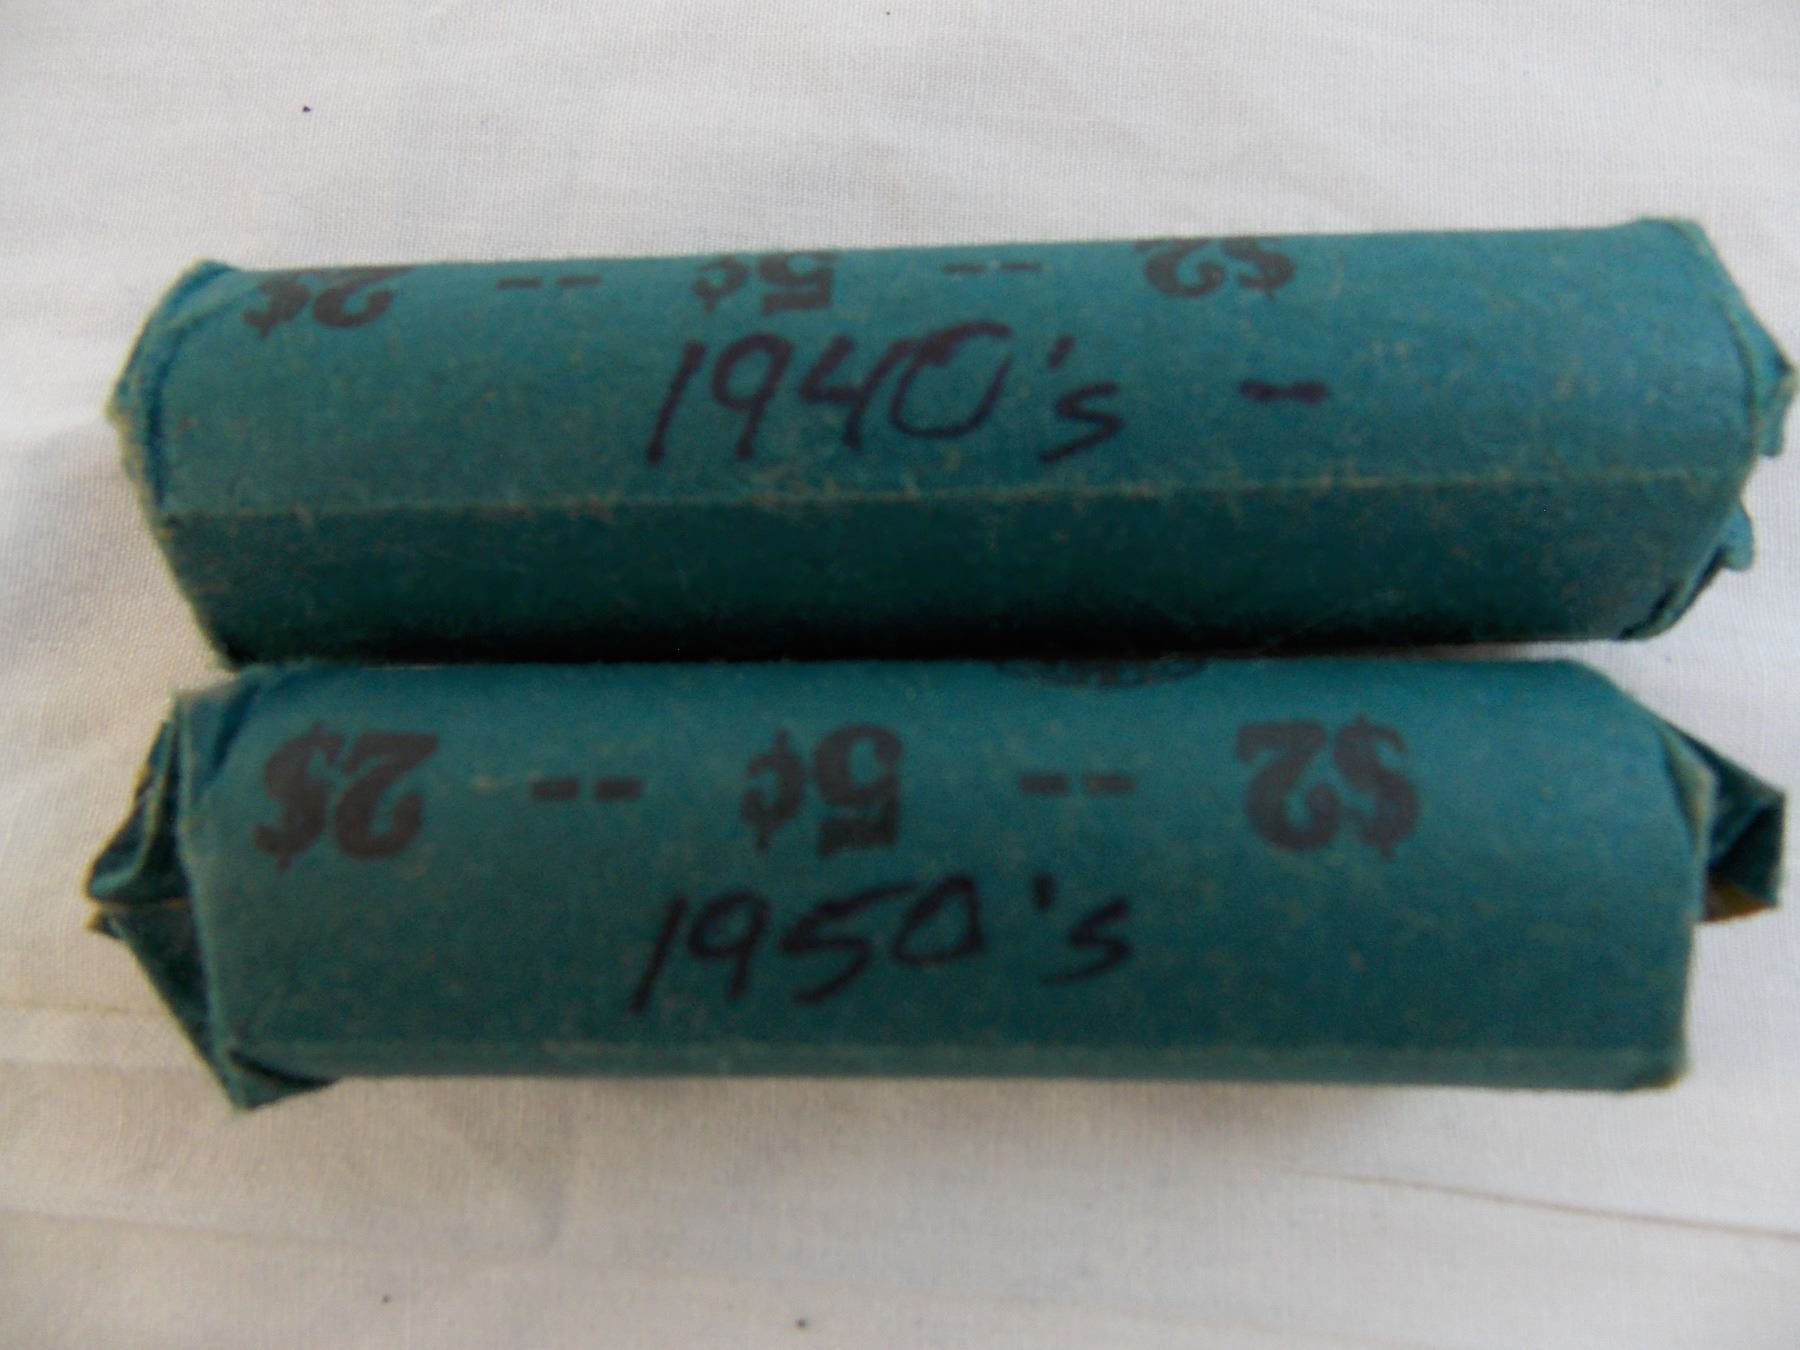 $2 -- 5¢ -- $2
1940's -
$2 -- 5¢ -- $2
1950's